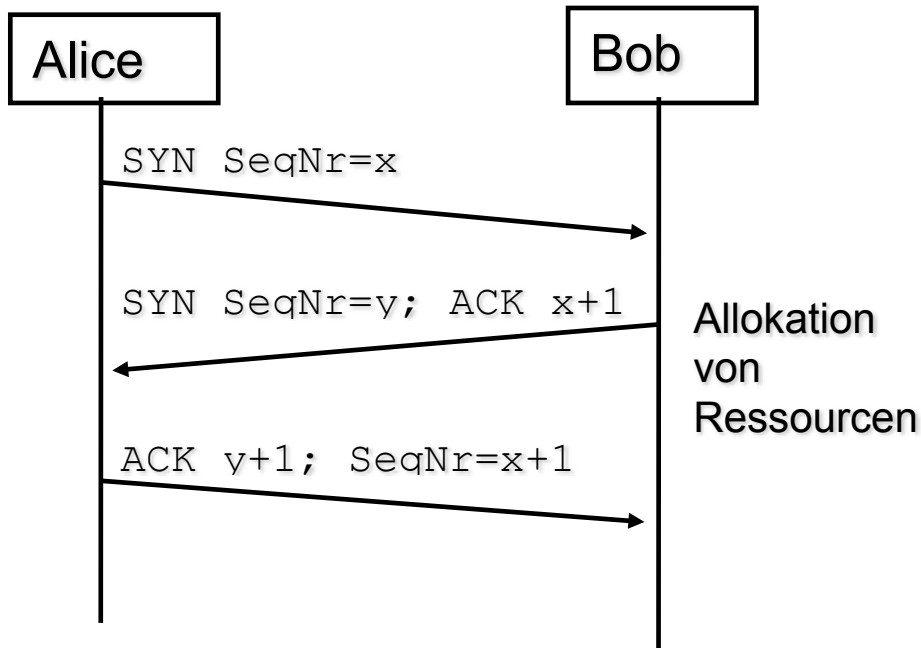 Alice
Bob
SYN SeqNr=x
SYN SeqNr=y; ACK x+1
Allokation
von
Ressourcen
ACK y+1; SeqNr=x+1